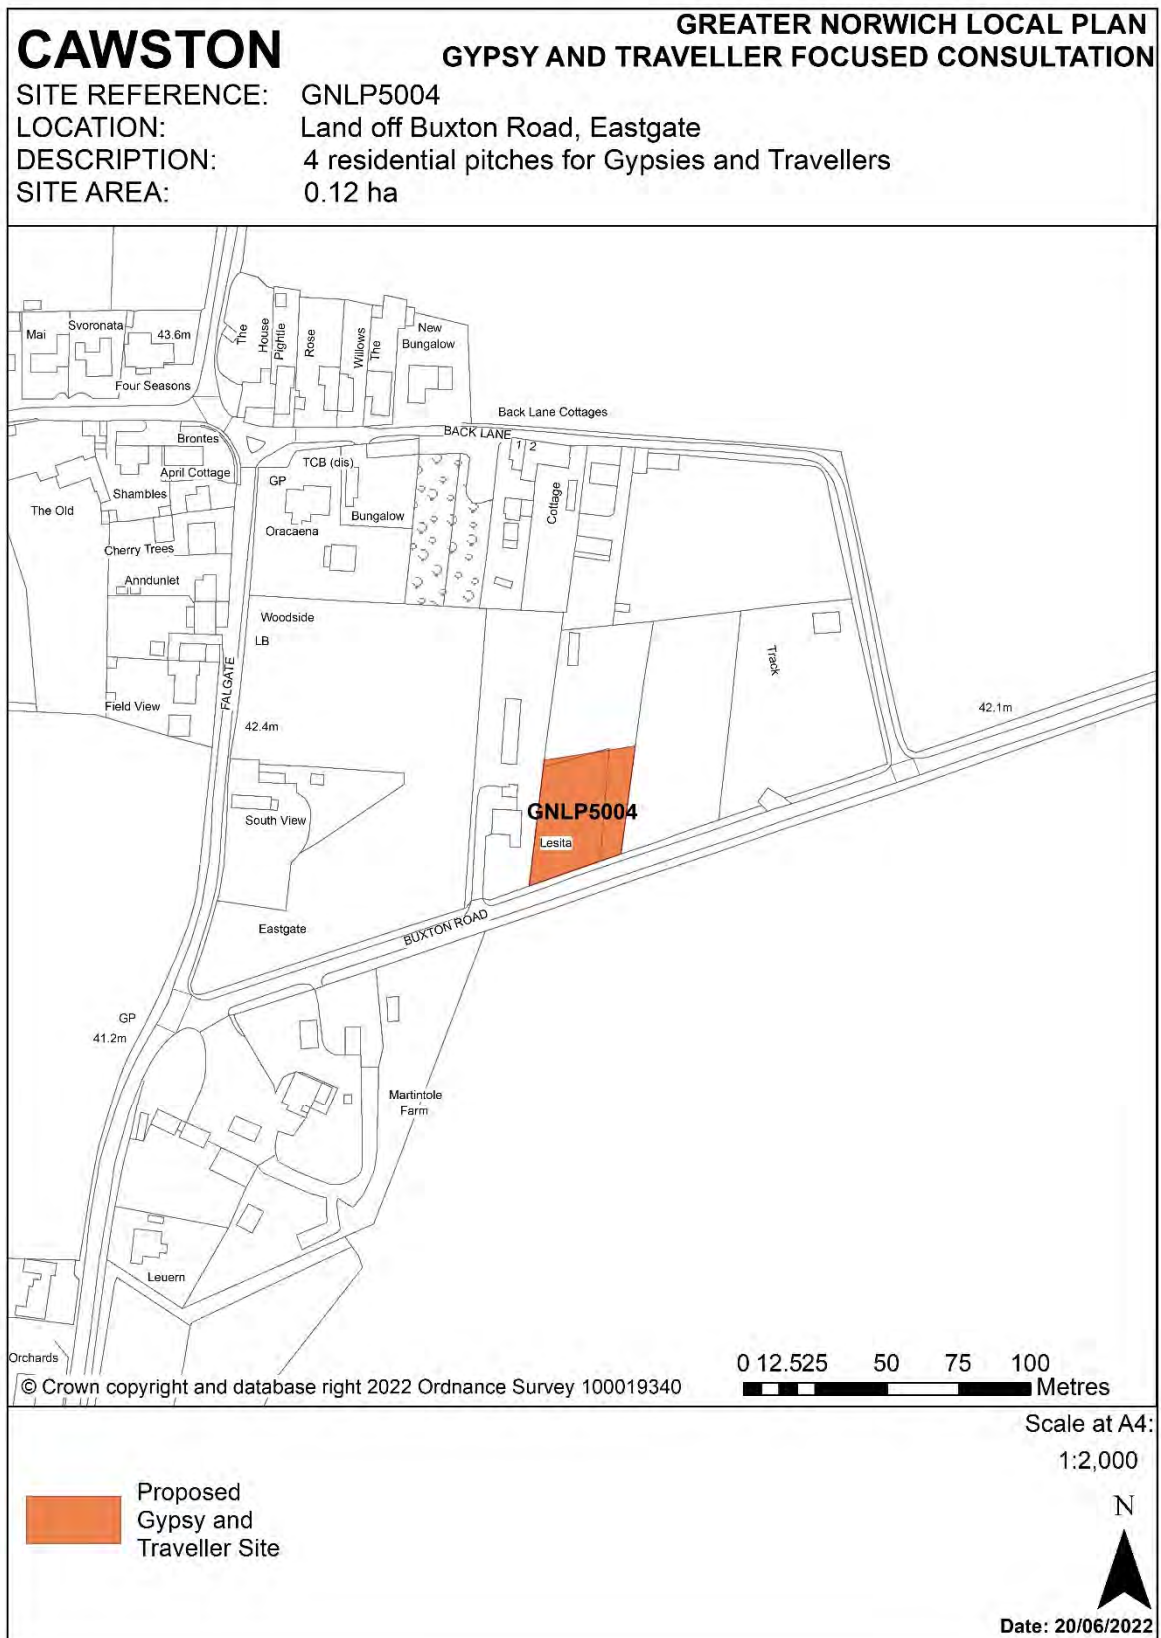 CAWSTON
GREATER NORWICH LOCAL PLAN
GYPSY AND TRAVELLER FOCUSED CONSULTATION
SITE REFERENCE: GNLP5004
LOCATION: Land off Buxton Road, Eastgate
DESCRIPTION: 4 residential pitches for Gypsies and Travellers
SITE AREA: 0.12 ha
Mai
Svoronata
43.6m
Four Seasons
The
House
Pightle
Rose
Willows
The
New
Bungalow
Back Lane Cottages
BACK LANE
1 2
Brontes
April Cottage
TCB (dis)
GP
Shambles
The Old
Oracaena
Bungalow
Cottage
Cherry Trees
Anndunlet
Woodside
LB
FALGATE
Track
Field View
42.4m
42.1m
South View
GNLP5004
Lesita
Eastgate
BUXTON ROAD
GP
41.2m
Martintole
Farm
Leuern
Orchards
0 12.525 50 75 100
Metres
© Crown copyright and database right 2022 Ordnance Survey 100019340
Scale at A4:
1:2,000
Proposed
Gypsy and
Traveller Site
N
Date: 20/06/2022